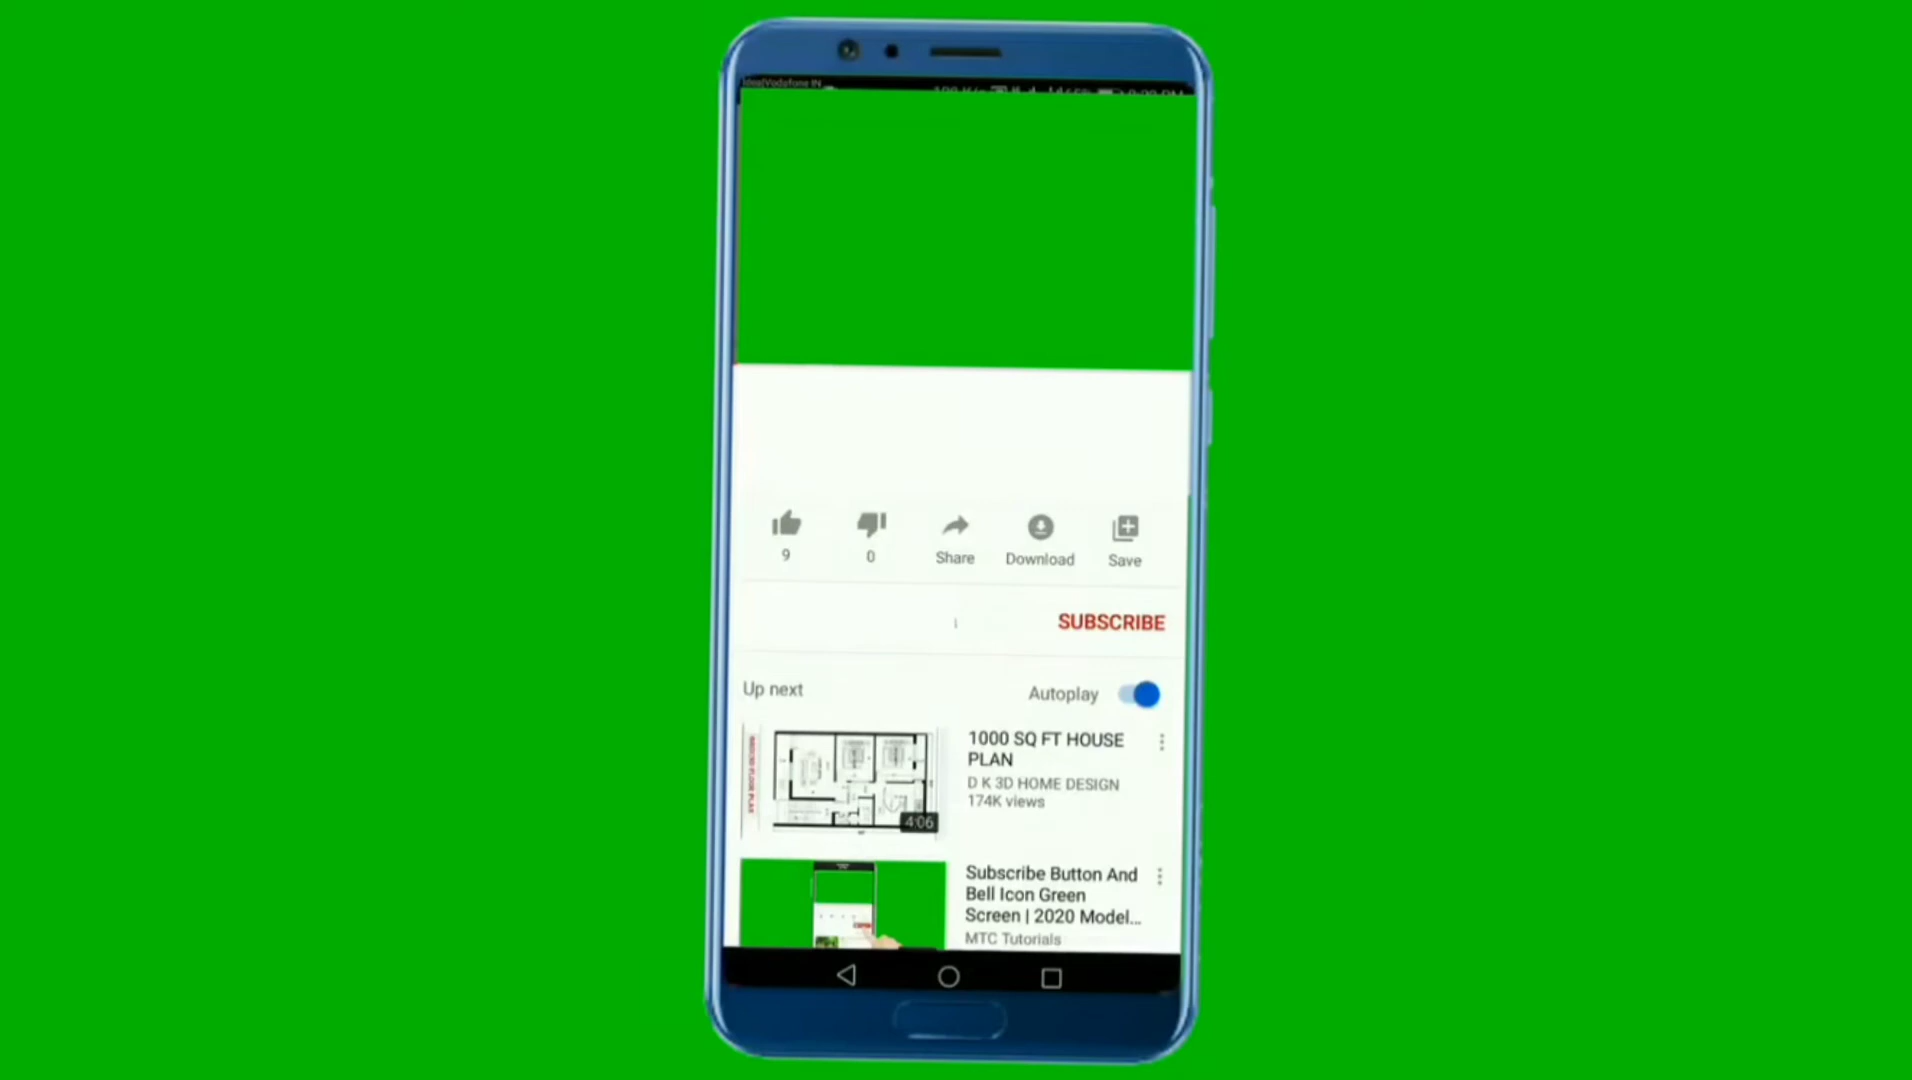 9
0
Share
Download
Save
SUBSCRIBE
Up next
Autoplay
1000 SQ FT HOUSE
PLAN
D K 3D HOME DESIGN
174K views
4:06
Subscribe Button And
Bell Icon Green
Screen | 2020 Model...
MTC Tutorials